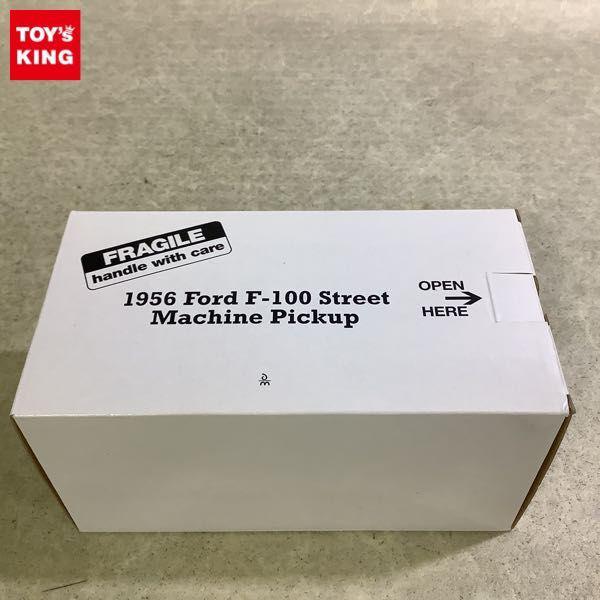 TOY's
KING
FRAGILE
handle with care
1956 Ford F-100 Street
Machine Pickup
OPEN
HERE